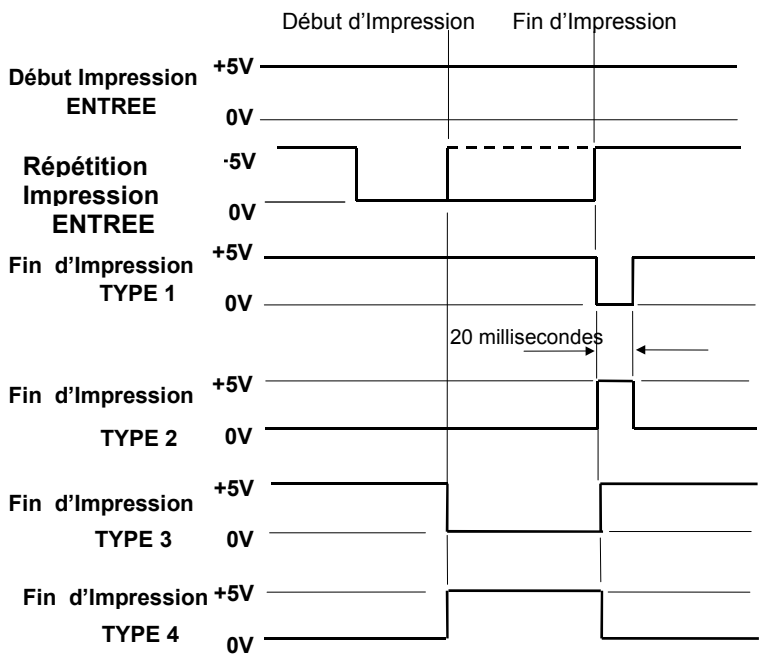 Début d'Impression Fin d'Impression
+5V
Début Impression
ENTREE
0V
-5V
Répétition
Impression
0V
ENTREE
+5V
Fin d'Impression
TYPE 1
0V
20 millisecondes
+5V
Fin d'Impression
TYPE 2
0V
+5V
Fin d'Impression
TYPE 3
0V
Fin d'Impression +5V
TYPE 4
0V